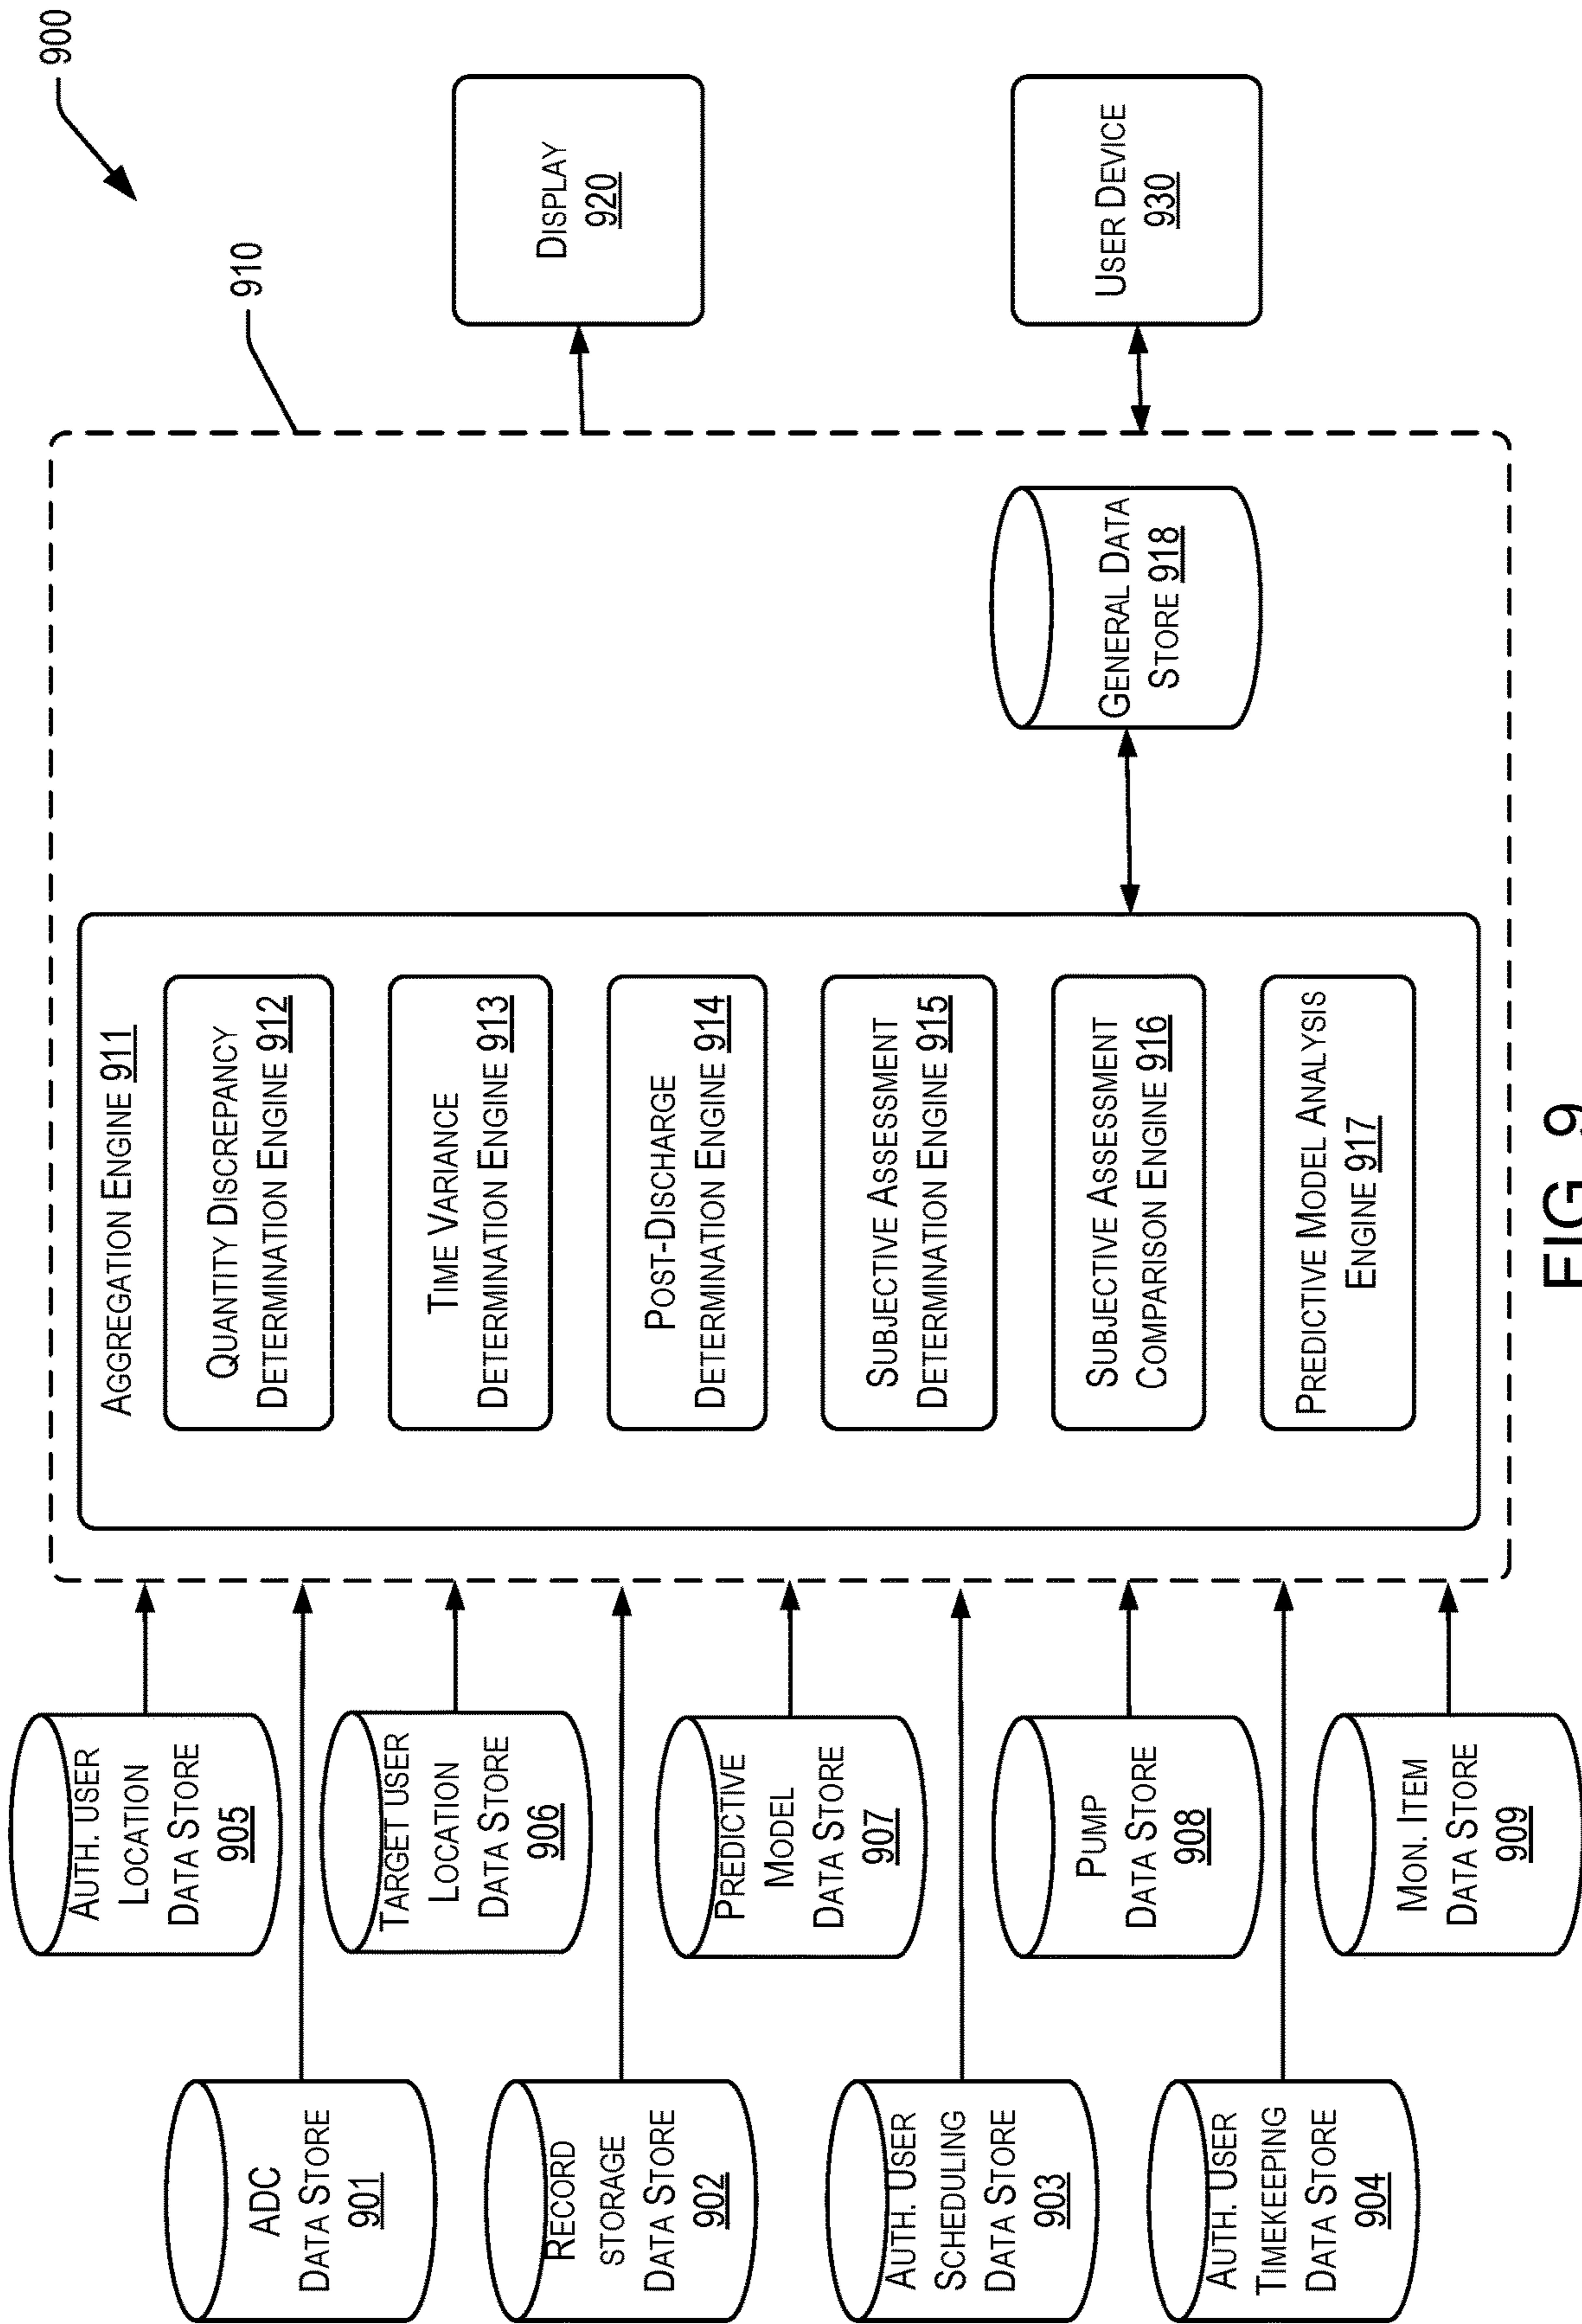 900
910
AUTH. USER
LOCATION
DATA STORE
905
ADC
DATA STORE
901
TARGET USER
LOCATION
DATA STORE
906
RECORD
STORAGE
DATA STORE
902
PREDICTIVE
MODEL
DATA STORE
907
AUTH. USER
SCHEDULING
DATA STORE
903
PUMP
DATA STORE
908
AUTH. USER
TIMEKEEPING
DATA STORE
904
MON. ITEM
DATA STORE
909
AGGREGATION ENGINE 911
QUANTITY DISCREPANCY
DETERMINATION ENGINE 912
TIME VARIANCE
DETERMINATION ENGINE 913
POST-DISCHARGE
DETERMINATION ENGINE 914
SUBJECTIVE ASSESSMENT
DETERMINATION ENGINE 915
SUBJECTIVE ASSESSMENT
COMPARISON ENGINE 916
PREDICTIVE MODEL ANALYSIS
ENGINE 917
GENERAL DATA
STORE 918
DISPLAY
920
USER DEVICE
930
FIG. 9